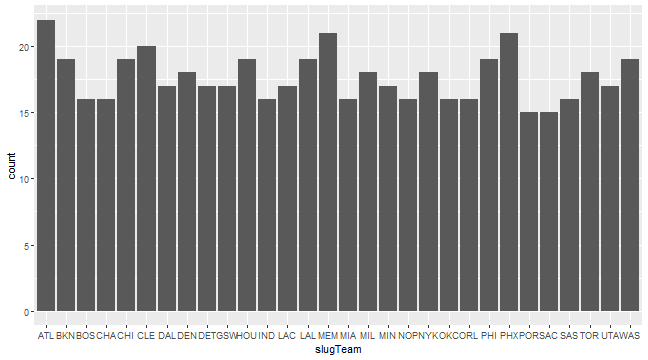 20
15
10
5
0
count
ATL BKN BOS CHA CHI CLE DAL DEN DET GSW HOU IND LAC LAL MEM MIA MIL MIN NOP NYK OKC ORL PHI PHX POR SAC SAS TOR UTA WAS
slugTeam